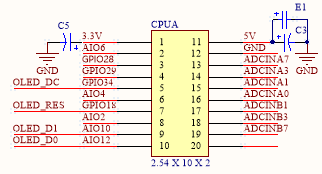 E1
C5
3.3V
CPUA
5V
C3
AIO6
1
11
GND
GPIO28
2
12
ADCINA7
GND
GPIO29
3
13
ADCINA3
GND
OLED_DC
GPIO34
4
14
ADCINA1
AIO4
5
15
ADCINA0
OLED_RES
GPIO18
6
16
ADCINB1
AIO2
7
17
ADCINB3
OLED_D1
AIO10
8
18
ADCINB7
OLED_D0
AIO12
9
19
10
20
2.54 X 10 X 2